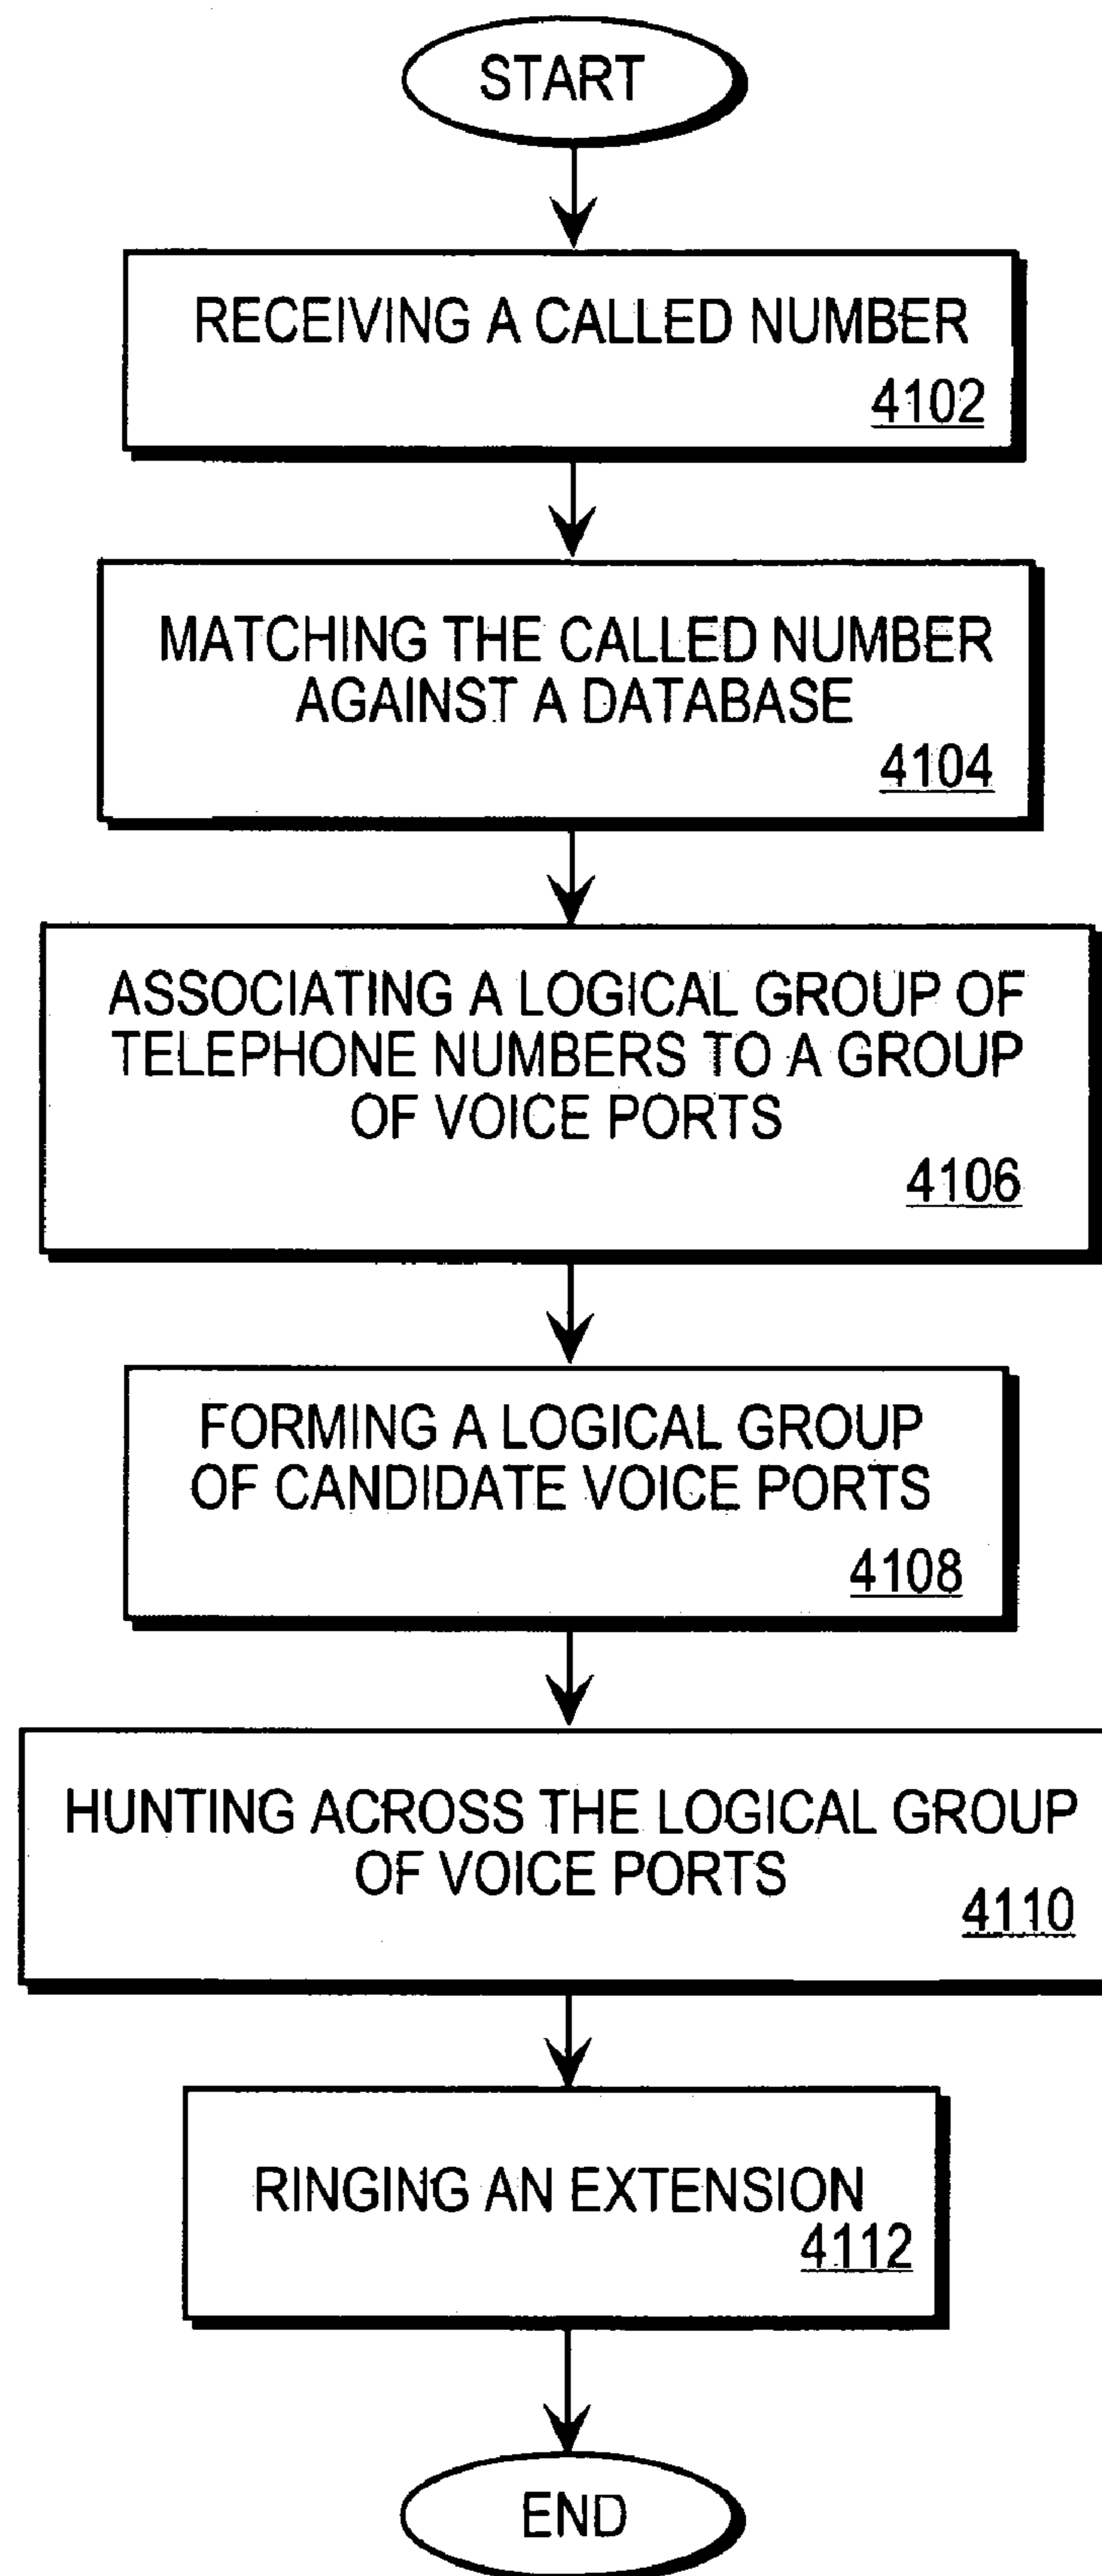 START
RECEIVING A CALLED NUMBER
4102
MATCHING THE CALLED NUMBER
AGAINST A DATABASE
4104
ASSOCIATING A LOGICAL GROUP OF
TELEPHONE NUMBERS TO A GROUP
OF VOICE PORTS
4106
FORMING A LOGICAL GROUP
OF CANDIDATE VOICE PORTS
4108
HUNTING ACROSS THE LOGICAL GROUP
OF VOICE PORTS
4110
RINGING AN EXTENSION
4112
END